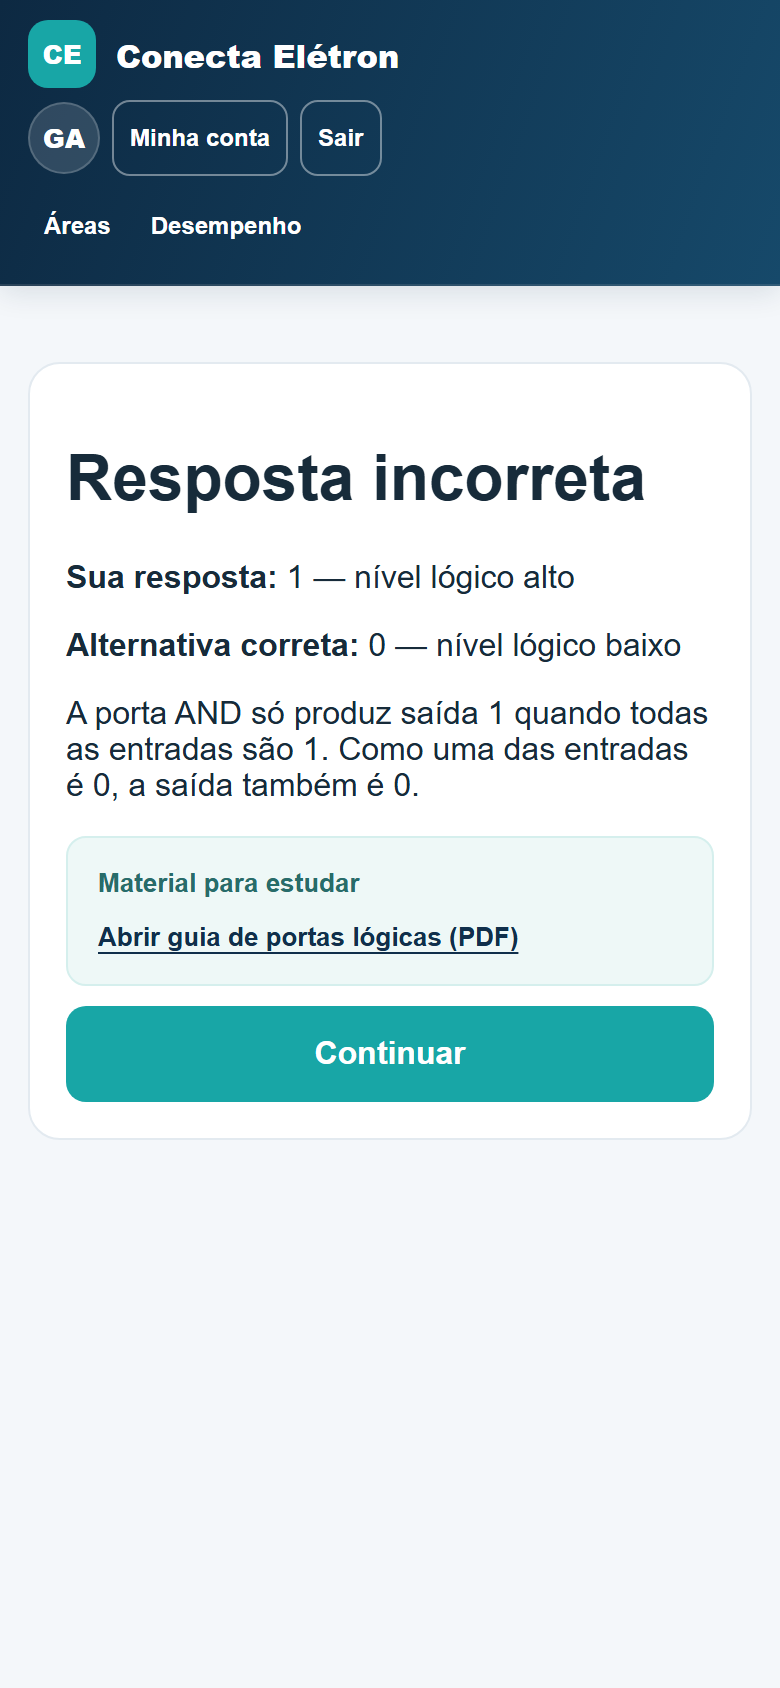 CE Conecta Elétron
GA Minha conta Sair
Áreas Desempenho
Resposta incorreta
Sua resposta: 1 — nível lógico alto
Alternativa correta: 0 — nível lógico baixo
A porta AND só produz saída 1 quando todas
as entradas são 1. Como uma das entradas
é 0, a saída também é 0.
Material para estudar
Abrir guia de portas lógicas (PDF)
Continuar